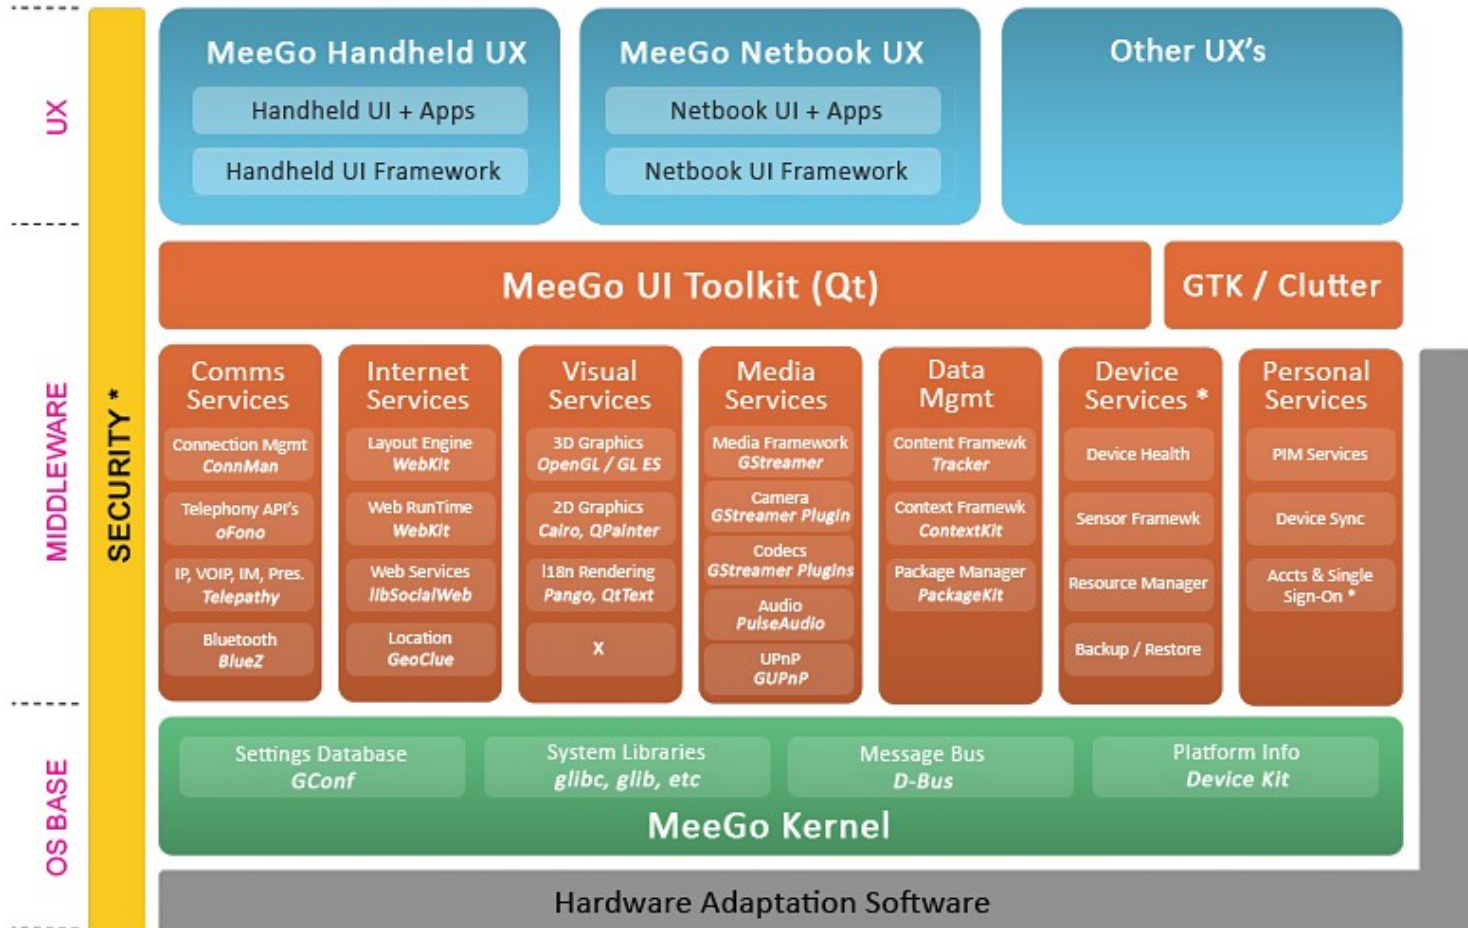 UX
MIDDLEWARE
OS BASE
SECURITY *
MeeGo Handheld UX
Handheld UI + Apps
Handheld UI Framework
MeeGo Netbook UX
Netbook UI + Apps
Netbook UI Framework
Other UX's
MeeGo UI Toolkit (Qt)
GTK / Clutter
Comms
Services
Connection Mgmt
ConnMan
Telephony API's
oFono
IP, VOIP, IM, Pres.
Telepathy
Bluetooth
BlueZ
Internet
Services
Layout Engine
WebKit
Web RunTime
WebKit
Web Services
libSocialWeb
Location
GeoClue
Visual
Services
3D Graphics
OpenGL / GL ES
2D Graphics
Cairo, QPainter
I18n Rendering
Pango, QtText
X
Media
Services
Media Framework
GStreamer
Camera
GStreamer Plugin
Codecs
GStreamer Plugins
Audio
PulseAudio
UPnP
GUPnP
Data
Mgmt
Content Framewk
Tracker
Context Framewk
ContextKit
Package Manager
PackageKit
Device
Services *
Device Health
Sensor Framewk
Resource Manager
Backup / Restore
Personal
Services
PIM Services
Device Sync
Accts & Single
Sign-On *
Settings Database
GConf
System Libraries
glibc, glib, etc
Message Bus
D-Bus
Platform Info
Device Kit
MeeGo Kernel
Hardware Adaptation Software